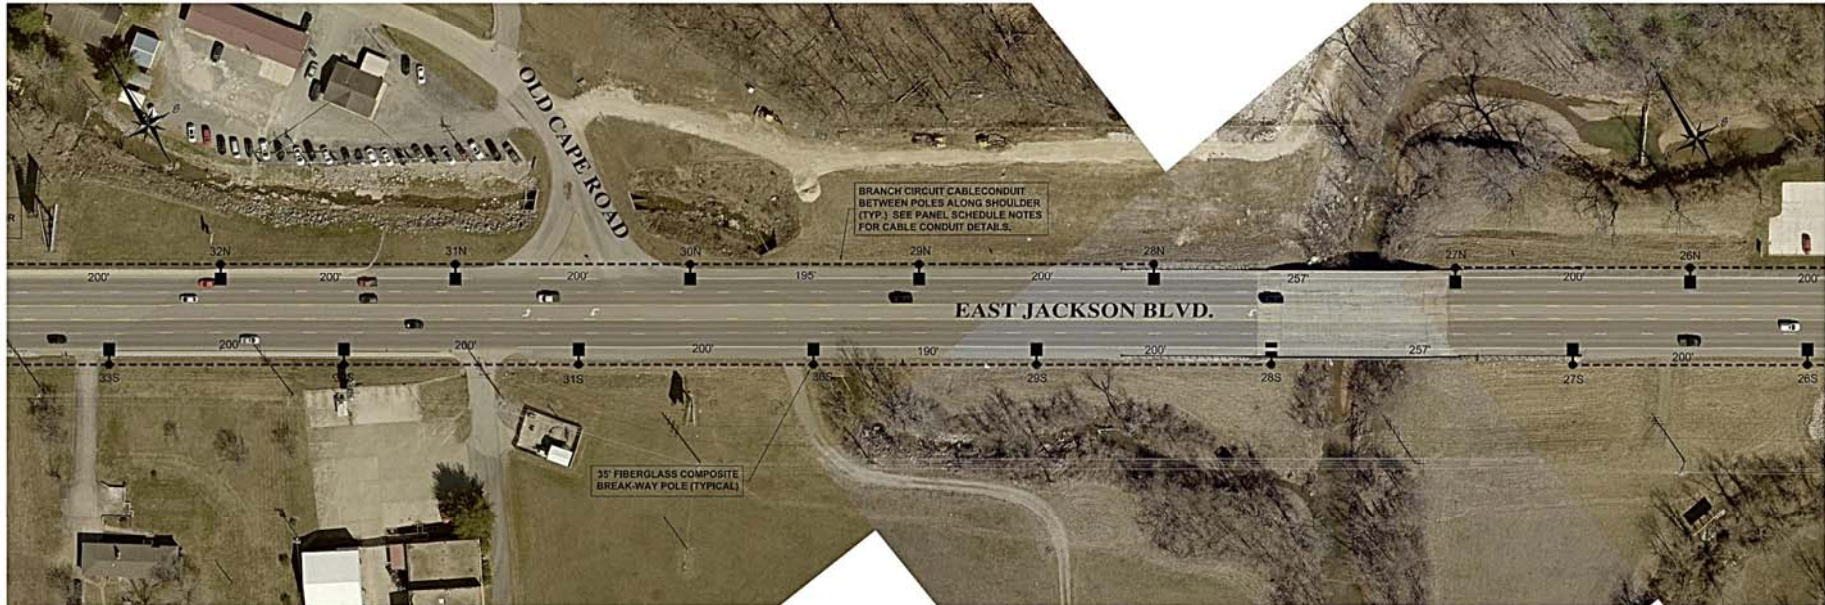 OLD CAPE ROAD
BRANCH CIRCUIT CABLECONDUIT
BETWEEN POLES ALONG SHOULDER
(TYP.) SEE PANEL SCHEDULE NOTES
FOR CABLE CONDUIT DETAILS.
R
32N
31N
30N
29N
28N
27N
26N
200'
200'
200'
195'
200'
257'
200'
200'
EAST JACKSON BLVD.
200'
200'
200'
190'
200'
257'
200'
33S
31S
30S
29S
28S
27S
26S
35' FIBERGLASS COMPOSITE
BREAK-WAY POLE (TYPICAL)